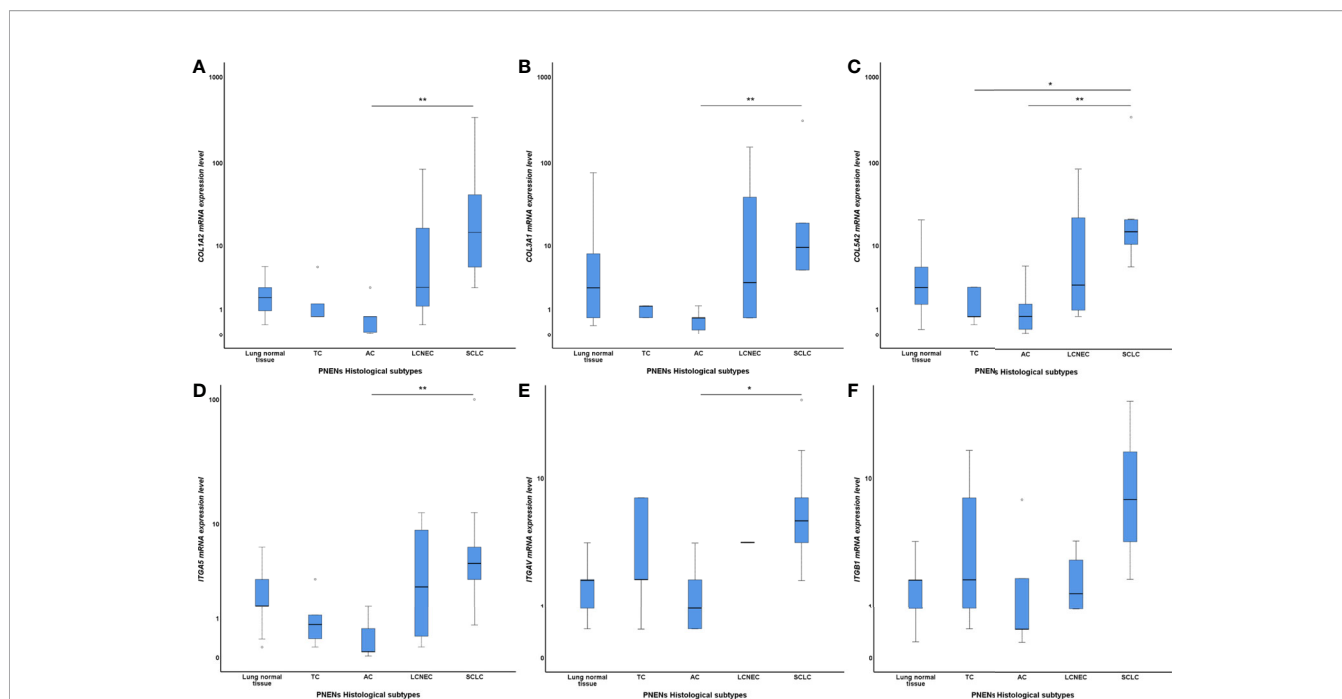 A
1000
100
10
1
0
COL1A2 mRNA expression level
**
Lung normal
tissue
TC
AC
LCNEC
SCLC
PNENs Histological subtypes
B
1000
100
10
1
0
COL3A1 mRNA expression level
**
Lung normal
tissue
TC
AC
LCNEC
SCLC
PNENs Histological subtypes
C
1000
100
10
1
0
COL5A2 mRNA expression level
*
**
Lung normal
tissue
TC
AC
LCNEC
SCLC
PNENs Histological subtypes
D
100
10
1
0
ITGA5 mRNA expression level
**
Lung normal
tissue
TC
AC
LCNEC
SCLC
PNENs Histological subtypes
E
10
1
0
ITGAV mRNA expression level
*
Lung normal
tissue
TC
AC
LCNEC
SCLC
PNENs Histological subtypes
F
10
1
0
ITGB1 mRNA expression level
Lung normal
tissue
TC
AC
LCNEC
SCLC
PNENs Histological subtypes